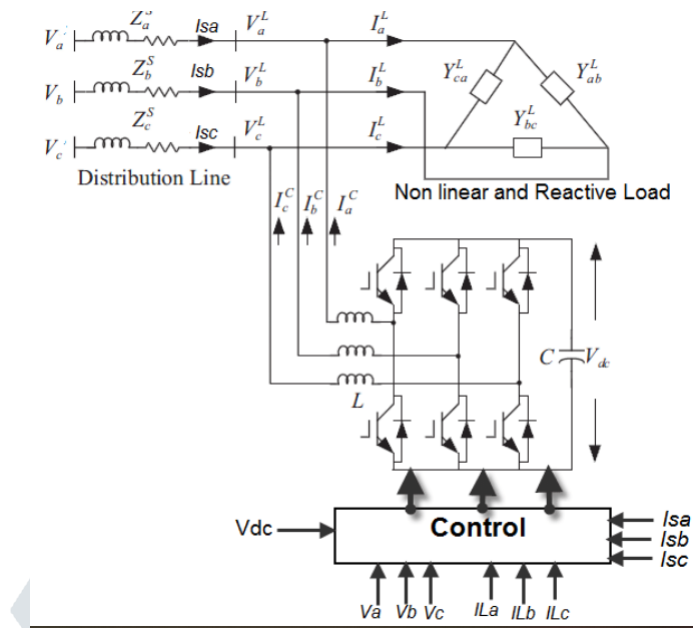 Z_a^S Isa V_a^L I_a^L
V_a
Z_b^S Isb V_b^L I_b^L Y_ca^L Y_ab^L
V_b
Z_c^S Isc V_c^L I_c^L Y_bc^L
V_c
Distribution Line
Non linear and Reactive Load
I_c^C I_b^C I_a^C
C V_dc
L
Vdc Control Isa
Isb
Isc
Va Vb Vc ILa ILb ILc